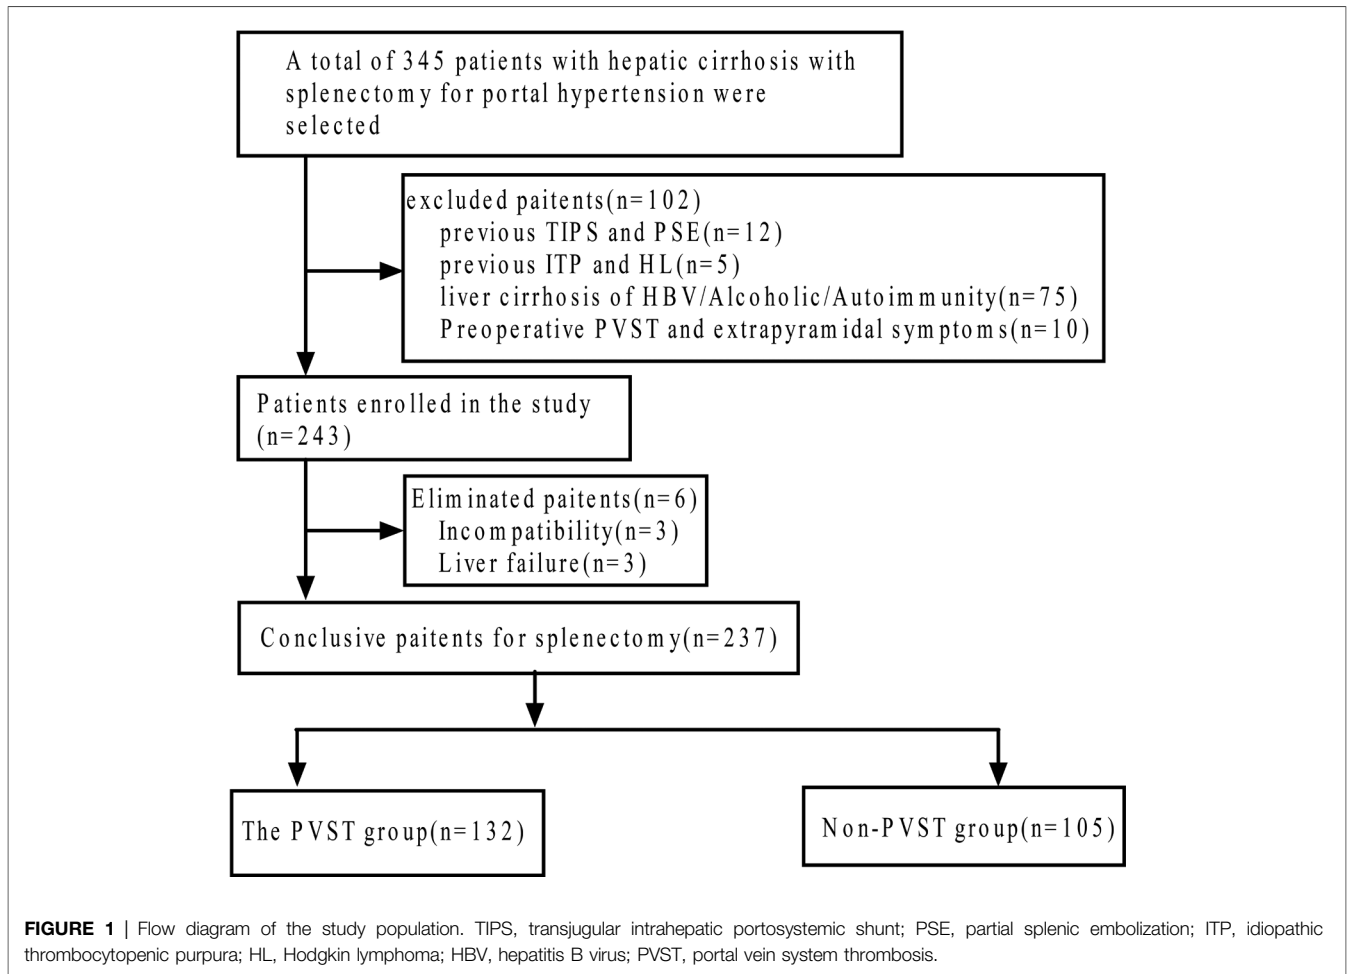 A total of 345 patients with hepatic cirrhosis with
splenectomy for portal hypertension were
selected
excluded paitents(n=102)
previous TIPS and PSE(n=12)
previous ITP and HL(n=5)
liver cirrhosis of HBV/Alcoholic/Autoimmunity(n=75)
Preoperative PVST and extrapyramidal symptoms(n=10)
Patients enrolled in the study
(n=243)
Eliminated paitents(n=6)
Incompatibility(n=3)
Liver failure(n=3)
Conclusive paitents for splenectomy(n=237)
The PVST group(n=132)
Non-PVST group(n=105)
FIGURE 1 | Flow diagram of the study population. TIPS, transjugular intrahepatic portosystemic shunt; PSE, partial splenic embolization; ITP, idiopathic
thrombocytopenic purpura; HL, Hodgkin lymphoma; HBV, hepatitis B virus; PVST, portal vein system thrombosis.